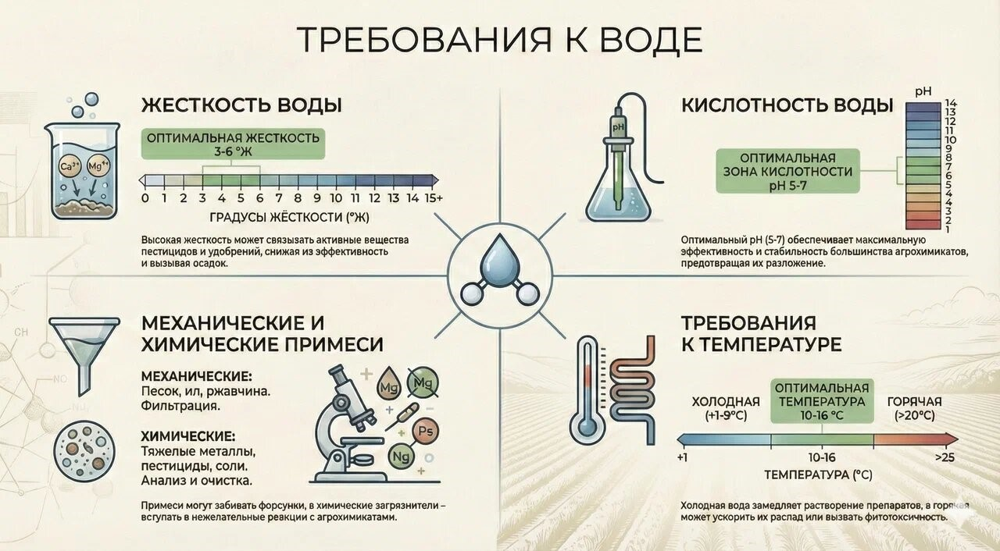 ТРЕБОВАНИЯ К ВОДЕ
ЖЕСТКОСТЬ ВОДЫ
ОПТИМАЛЬНАЯ ЖЕСТКОСТЬ
3-6 °Ж
Mg⁺⁺
0 1 2 3 4 5 6 7 8 9 10 11 12 13 14 15+
ГРАДУСЫ ЖЁСТКОСТИ (°Ж)
Высокая жесткость может связызать активные вещества
пестицидов и удобрений, снижая из эффективность
и вызывая осадок.
КИСЛОТНОСТЬ ВОДЫ
pH
pH
14
13
12
11
10
9
8
7
6
5
4
4
3
2
1
ОПТИМАЛЬНАЯ
ЗОНА КИСЛОТНОСТИ
pH 5-7
Оптимальный pH (5-7) обеспечивает максимальную
эффективность и стабильность большинства агрохимикатов,
предотвращая их разложение.
МЕХАНИЧЕСКИЕ И
ХИМИЧЕСКИЕ ПРИМЕСИ
МЕХАНИЧЕСКИЕ:
Песок, ил, ржавчина.
Фильтрация.
ХИМИЧЕСКИЕ:
Тяжелые металлы,
пестициды, соли.
Анализ и очистка.
Mg
Mg
Ps
Ng
Примеси могут забивать форсунки, в химические загрязнители –
вступать в нежелательные реакции с агрохимикатами.
ТРЕБОВАНИЯ
К ТЕМПЕРАТУРЕ
ХОЛОДНАЯ
(+1-9°C)
ОПТИМАЛЬНАЯ
ТЕМПЕРАТУРА
10-16 °C
ГОРЯЧАЯ
(>20°C)
+1 10-16 >25
ТЕМПЕРАТУРА (°C)
Холодная вода замедляет растворение препаратов, в горячая
может ускорить их распад или вызвать фитотоксичность.
CH
NO